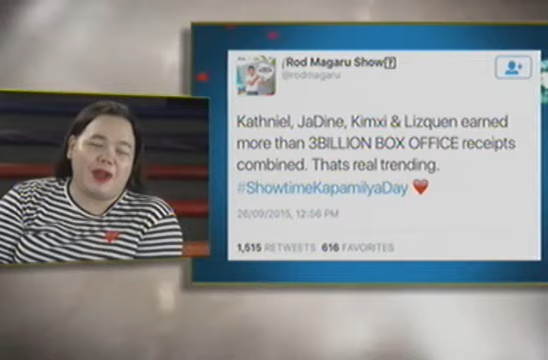 Rod Magaru Show
@rodmagaru
Kathniel, JaDine, Kimxi & Lizquen earned
more than 3BILLION BOX OFFICE receipts
combined. Thats real trending.
#ShowtimeKapamilyaDay ❤
26/09/2015, 12:56 PM
1,515 RETWEETS 616 FAVORITES